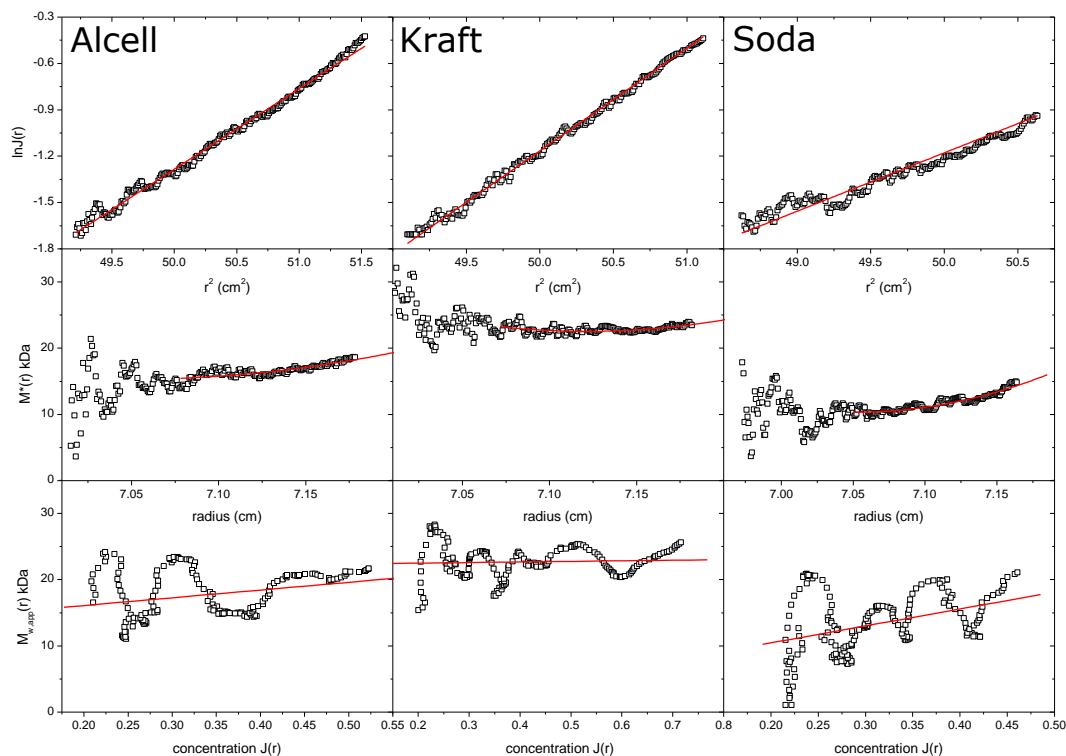 Alcell Kraft Soda
-0.3
-0.6
-0.9
-1.2
-1.5
-1.8
lnJ(r)
49.5 50.0 50.5 51.0 51.5 49.5 50.0 50.5 51.0 49.0 49.5 50.0 50.5
r² (cm²) r² (cm²) r² (cm²)
30
20
10
0
M*(r) kDa
7.05 7.10 7.15 7.05 7.10 7.15 7.00 7.05 7.10 7.15
radius (cm) radius (cm) radius (cm)
30
20
10
0
M_w,app(r) kDa
0.20 0.25 0.30 0.35 0.40 0.45 0.50 0.55 0.2 0.3 0.4 0.5 0.6 0.7 0.8 0.20 0.25 0.30 0.35 0.40 0.45 0.50
concentration J(r) concentration J(r) concentration J(r)